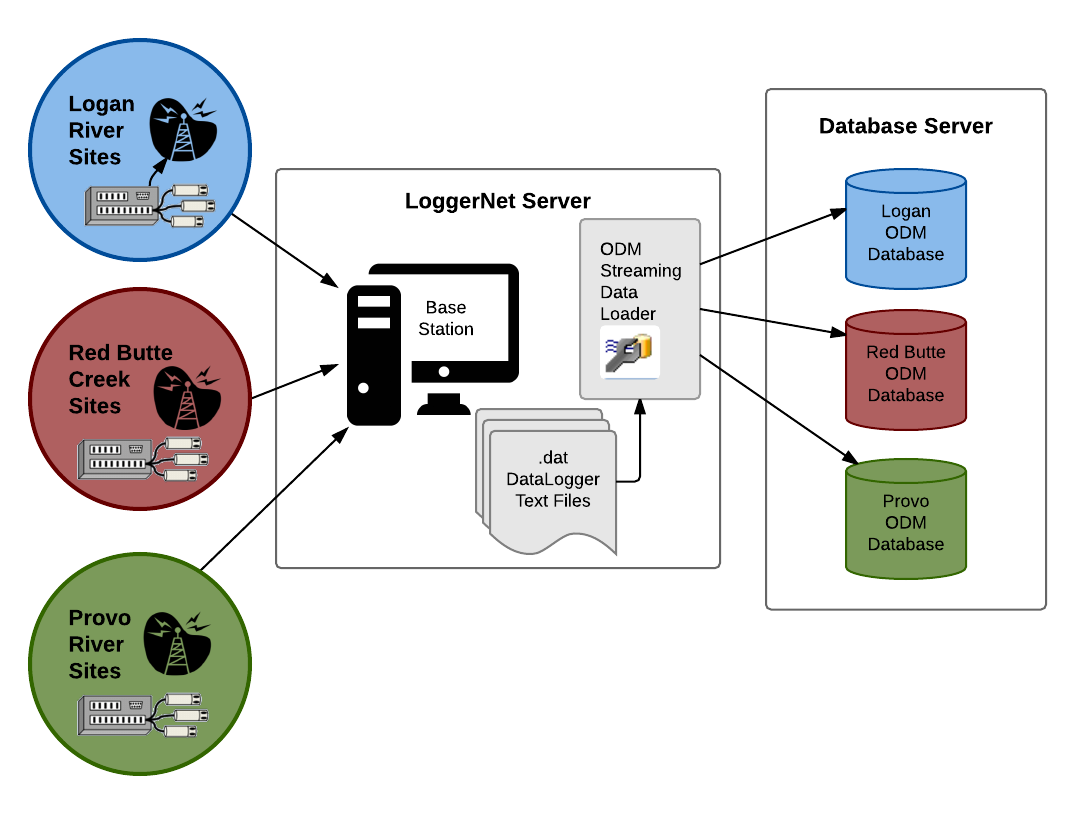 Logan
River
Sites
Red Butte
Creek
Sites
Provo
River
Sites
LoggerNet Server
Base
Station
ODM
Streaming
Data
Loader
.dat
DataLogger
Text Files
Database Server
Logan
ODM
Database
Red Butte
ODM
Database
Provo
ODM
Database